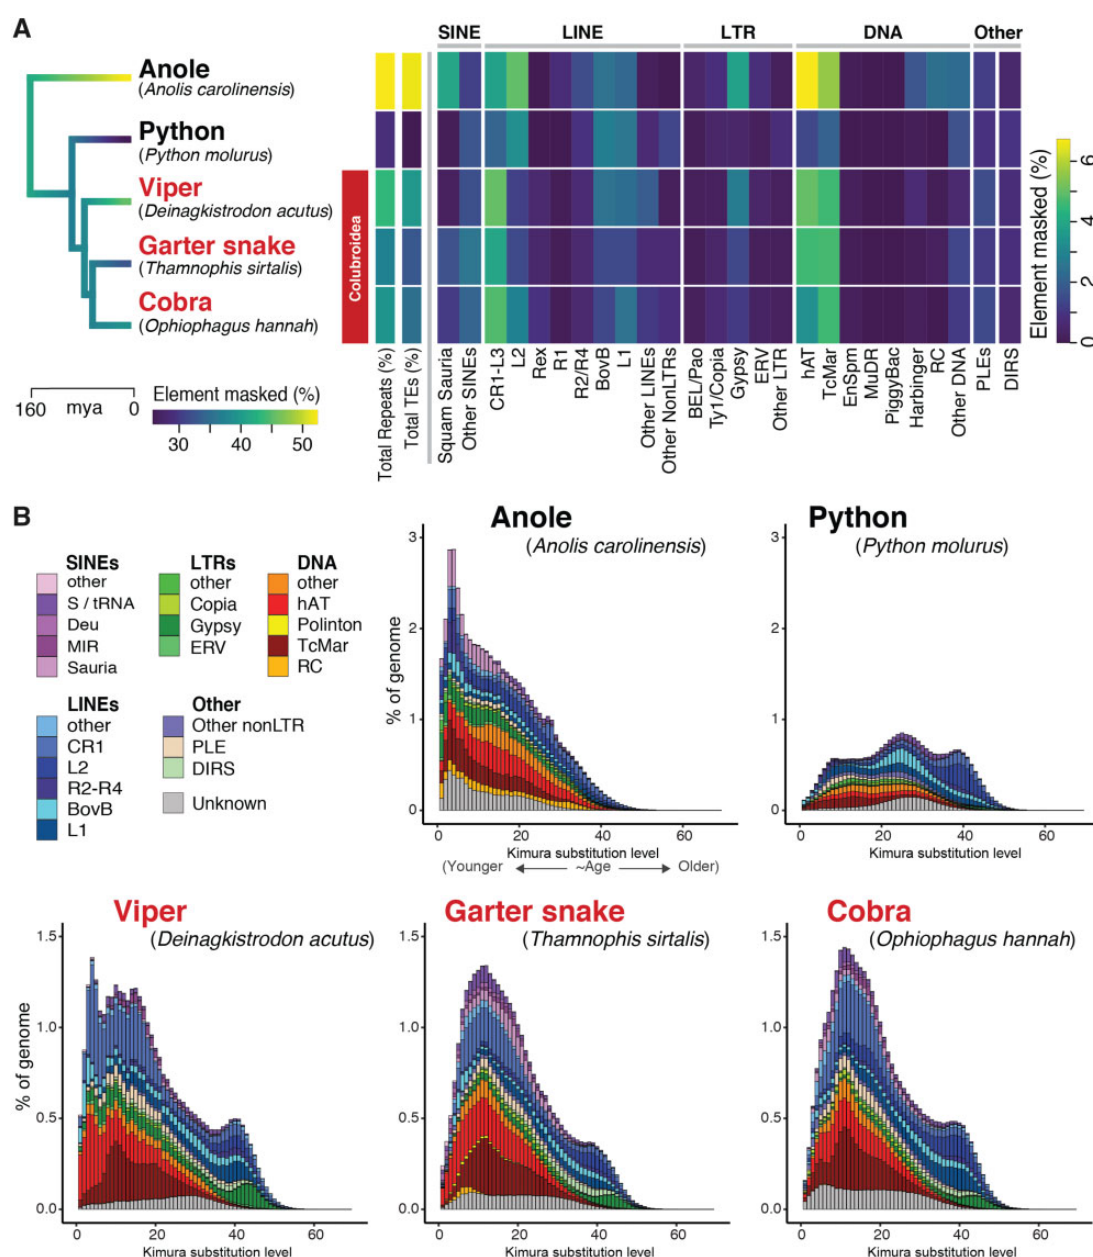 A
SINE LINE LTR DNA Other
Anole
(Anolis carolinensis)
Python
(Python molurus)
Viper
(Deinagkistrodon acutus)
Garter snake
(Thamnophis sirtalis)
Cobra
(Ophiophagus hannah)
Colubroidea
160 mya 0
Element masked (%)
30 40 50
Total Repeats (%)
Total TEs (%)
Squam Sauria
Other SINEs
CR1-L3
L2
Rex
R1
R2/R4
BovB
L1
Other LINEs
Other NonLTRs
BEL/Pao
Ty1/Copia
Gypsy
ERV
Other LTR
hAT
TcMar
EnSpm
MuDR
PiggyBac
Harbinger
RC
Other DNA
PLEs
DIRS
Element masked (%)
6
4
2
0
B
SINEs
other
S / tRNA
Deu
MIR
Sauria
LTRs
other
Copia
Gypsy
ERV
DNA
other
hAT
Polinton
TcMar
RC
LINEs
other
CR1
L2
R2-R4
BovB
L1
Other
Other nonLTR
PLE
DIRS
Unknown
Anole
(Anolis carolinensis)
% of genome
3
2
1
0
0 20 40 60
Kimura substitution level
(Younger ~Age Older)
Python
(Python molurus)
3
2
1
0
0 20 40 60
Kimura substitution level
Viper
(Deinagkistrodon acutus)
% of genome
1.5
1.0
0.5
0.0
0 20 40 60
Kimura substitution level
Garter snake
(Thamnophis sirtalis)
1.5
1.0
0.5
0.0
0 20 40 60
Kimura substitution level
Cobra
(Ophiophagus hannah)
1.5
1.0
0.5
0.0
0 20 40 60
Kimura substitution level